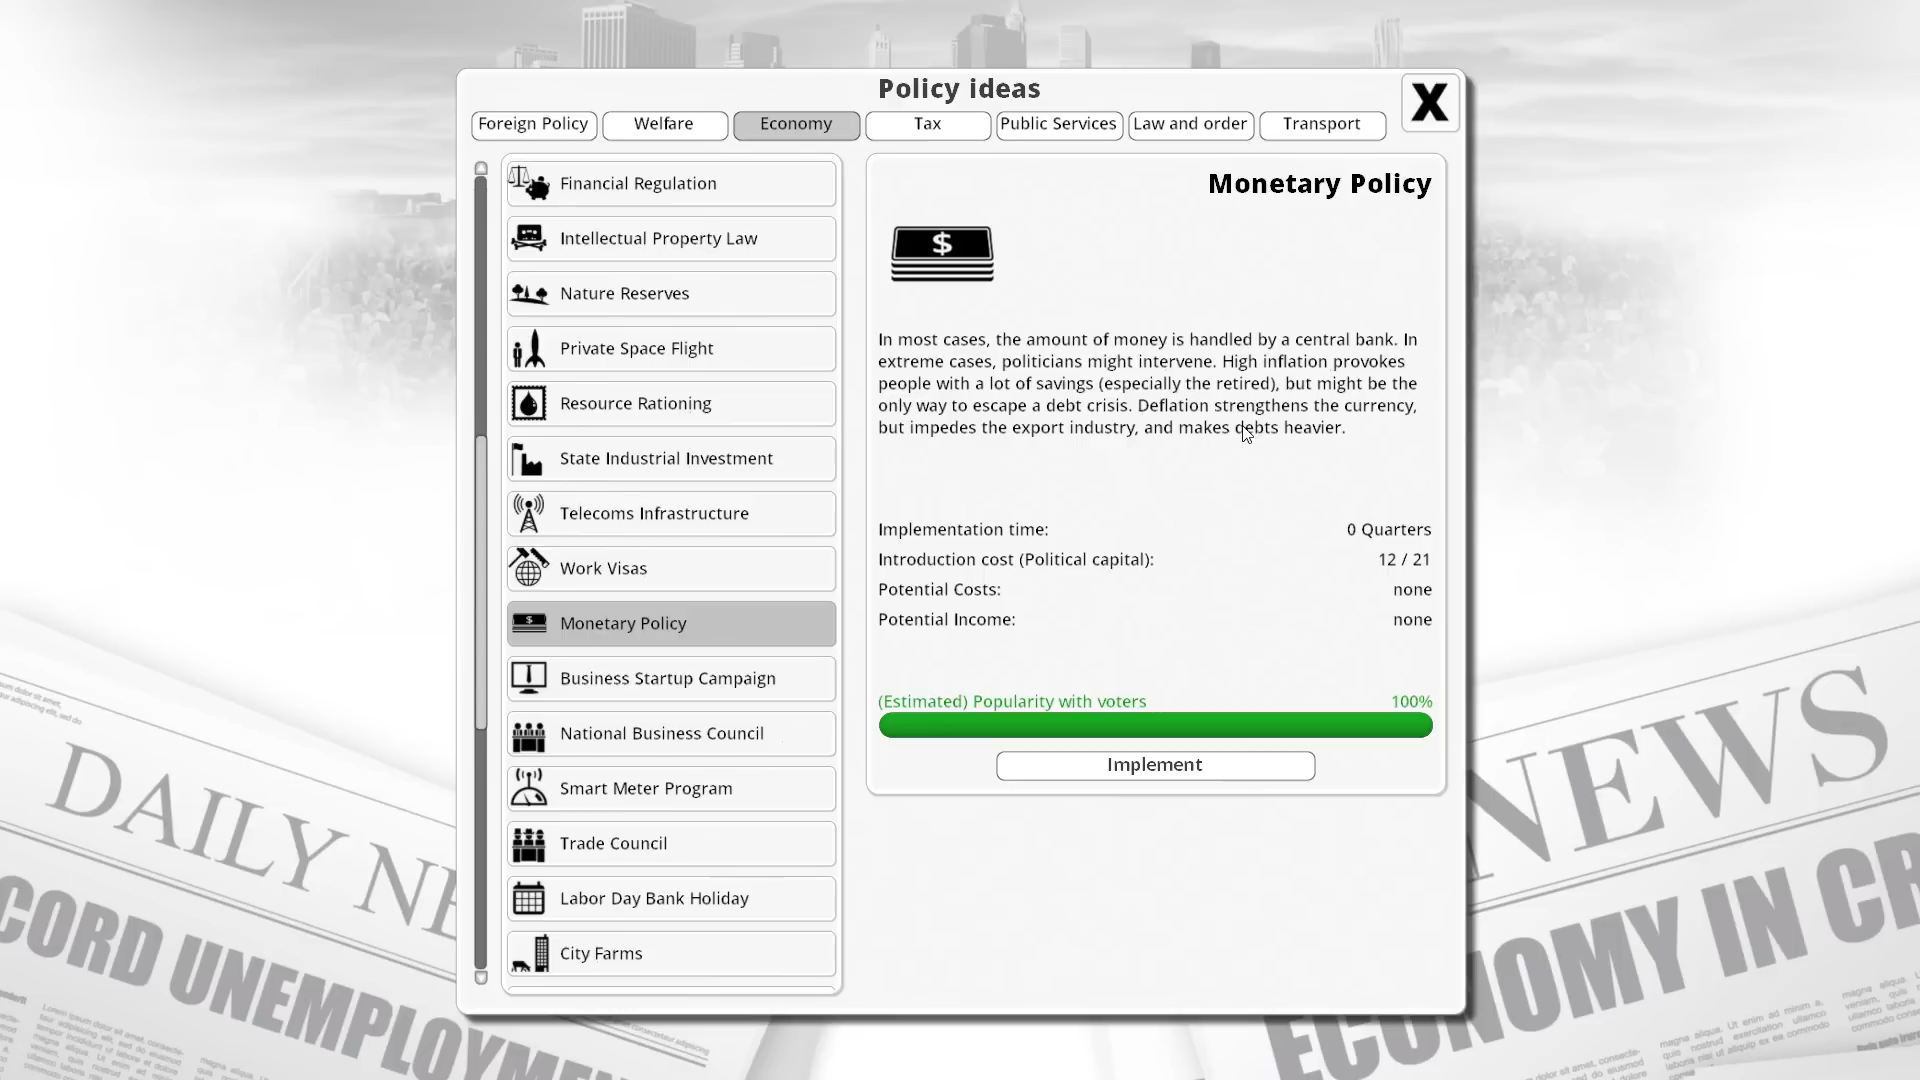 Policy ideas
X
Foreign Policy
Welfare
Economy
Tax
Public Services
Law and order
Transport
Financial Regulation
Intellectual Property Law
Nature Reserves
Private Space Flight
Resource Rationing
State Industrial Investment
Telecoms Infrastructure
Work Visas
Monetary Policy
Business Startup Campaign
National Business Council
Smart Meter Program
Trade Council
Labor Day Bank Holiday
City Farms
Monetary Policy
$
In most cases, the amount of money is handled by a central bank. In
extreme cases, politicians might intervene. High inflation provokes
people with a lot of savings (especially the retired), but might be the
only way to escape a debt crisis. Deflation strengthens the currency,
but impedes the export industry, and makes debts heavier.
Implementation time: 0 Quarters
Introduction cost (Political capital): 12 / 21
Potential Costs: none
Potential Income: none
(Estimated) Popularity with voters 100%
Implement
DAILY NE
CORD UNEMPLOYME
NEWS
ECONOMY IN CR